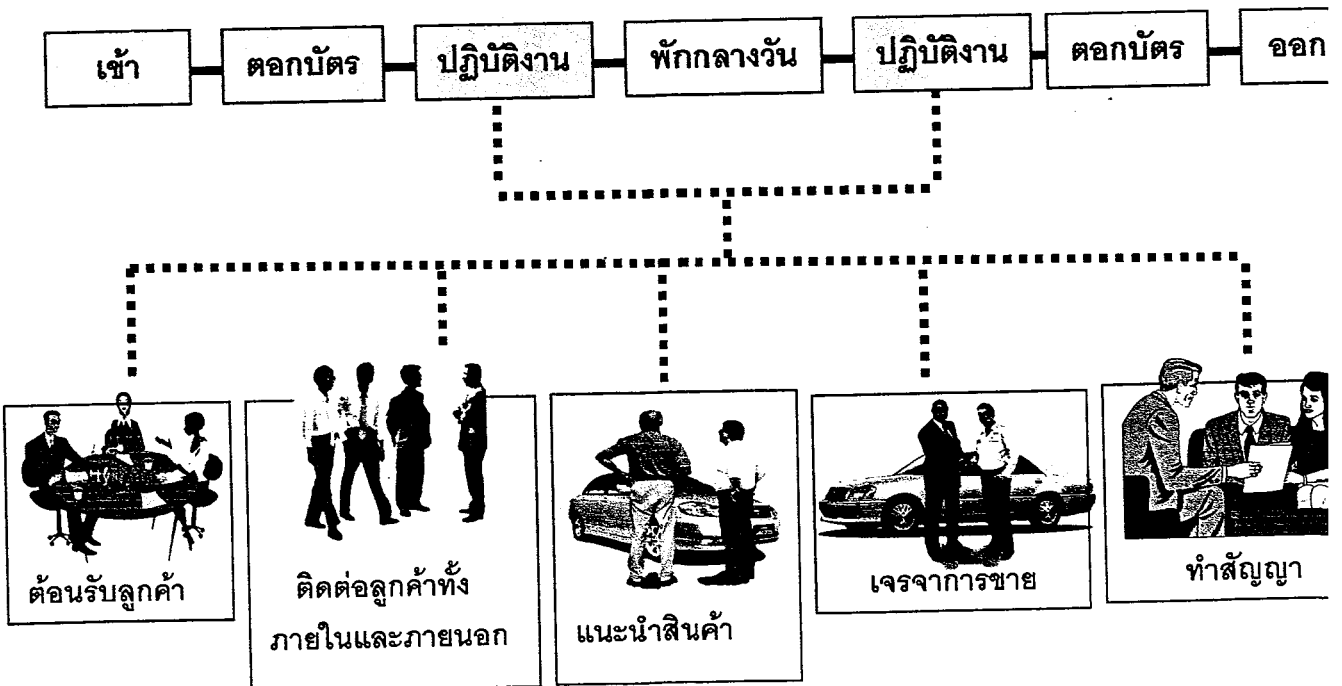 เข้า
ตอกบัตร
ปฏิบัติงาน
พักกลางวัน
ปฏิบัติงาน
ตอกบัตร
ออก
ต้อนรับลูกค้า
ติดต่อลูกค้าทั้ง
ภายในและภายนอก
แนะนำสินค้า
เจรจาการขาย
ทำสัญญา